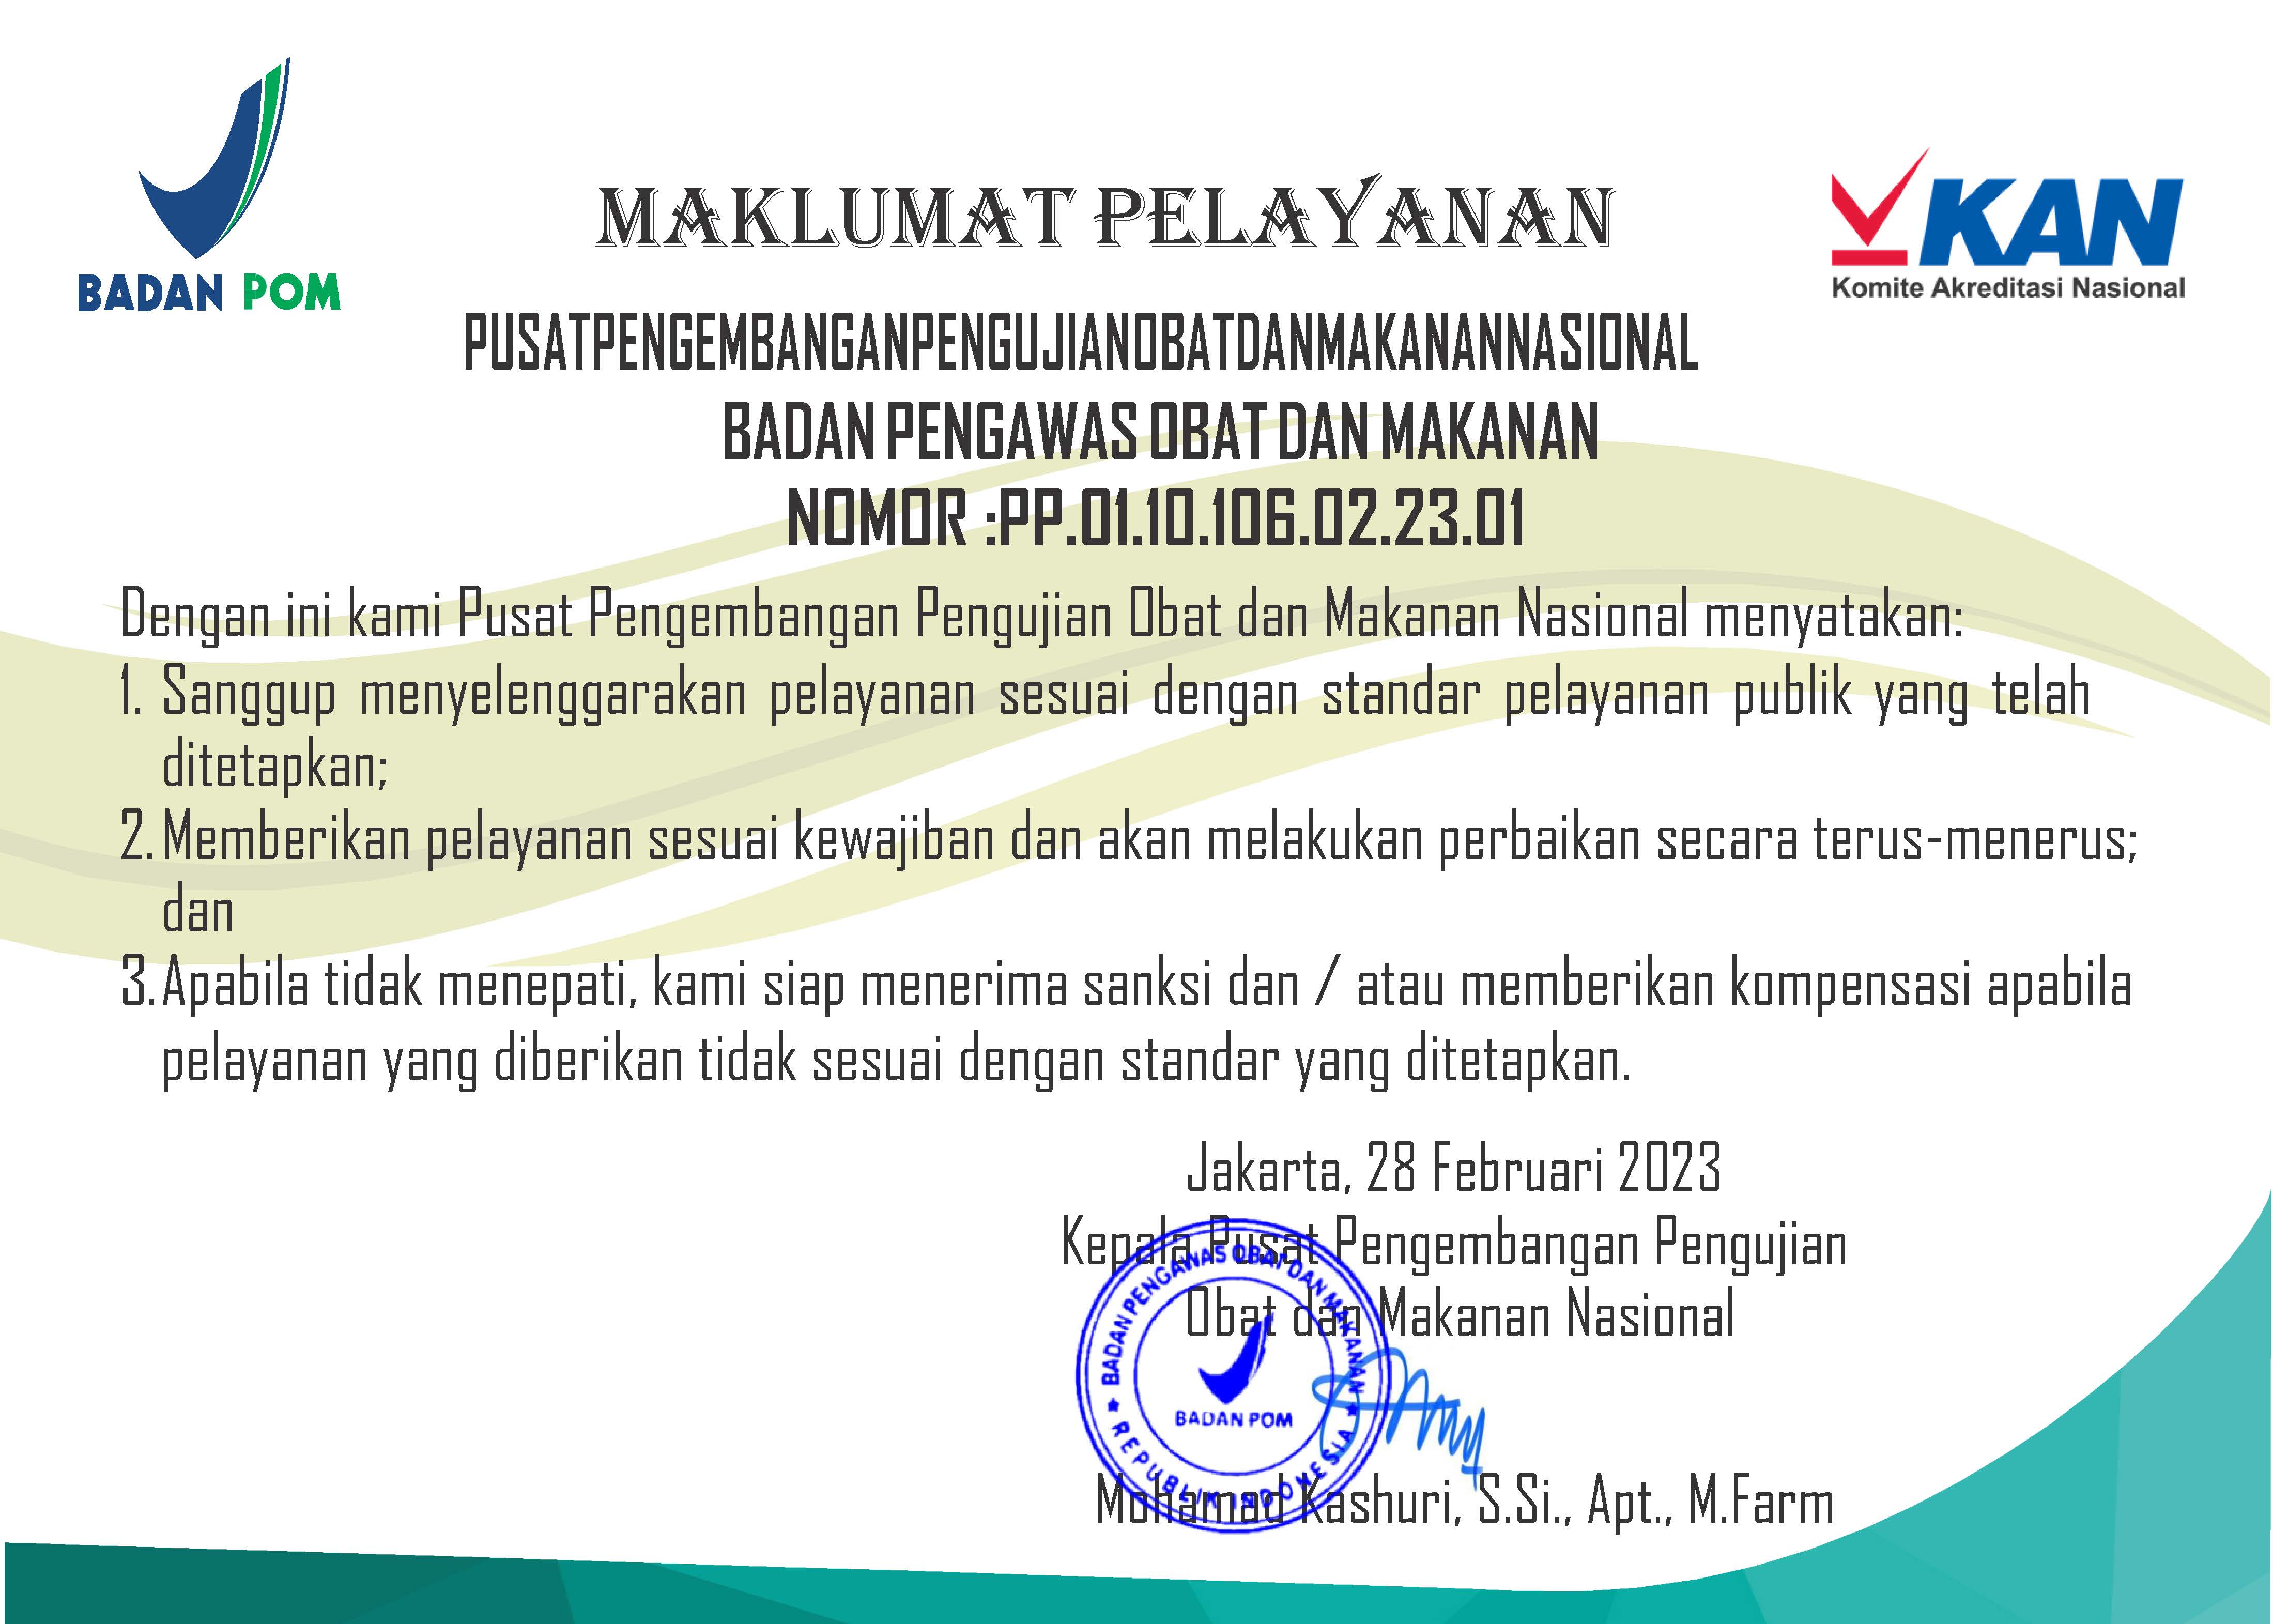 BADAN POM
MAKLUMAT PELAYANAN
KAN
Komite Akreditasi Nasional
PUSATPENGEMBANGANPENGUJIANOBATDANMAKANANNASIONAL
BADAN PENGAWAS OBAT DAN MAKANAN
NOMOR :PP.01.10.106.02.23.01
Dengan ini kami Pusat Pengembangan Pengujian Obat dan Makanan Nasional menyatakan:
1. Sanggup menyelenggarakan pelayanan sesuai dengan standar pelayanan publik yang telah
ditetapkan;
2. Memberikan pelayanan sesuai kewajiban dan akan melakukan perbaikan secara terus-menerus;
dan
3. Apabila tidak menepati, kami siap menerima sanksi dan / atau memberikan kompensasi apabila
pelayanan yang diberikan tidak sesuai dengan standar yang ditetapkan.
Jakarta, 28 Februari 2023
Kepala Pusat Pengembangan Pengujian
Obat dan Makanan Nasional
BADAN PENGAWAS OBAT DAN MAKANAN
BADAN POM
REPUBLIK INDONESIA
Mohamad Kashuri, S.Si., Apt., M.Farm